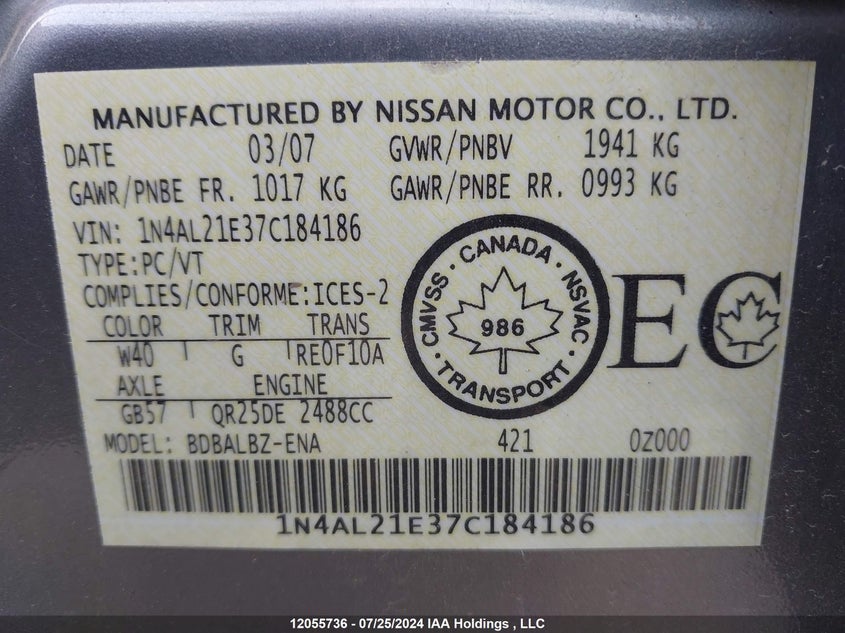 MANUFACTURED BY NISSAN MOTOR CO., LTD.
DATE 03/07 GVWR/PNBV 1941 KG
GAWR/PNBE FR. 1017 KG GAWR/PNBE RR. 0993 KG
VIN: 1N4AL21E37C184186
TYPE:PC/VT
COMPLIES/CONFORME:ICES-2
COLOR TRIM TRANS
W40 G RE0F10A
AXLE ENGINE
GB57 QR25DE 2488CC
MODEL: BDBALBZ-ENA 421 0Z000
CMVSS · CANADA · NSVAC · TRANSPORT ·
986
EC
1N4AL21E37C184186
12055736 - 07/25/2024 IAA Holdings , LLC